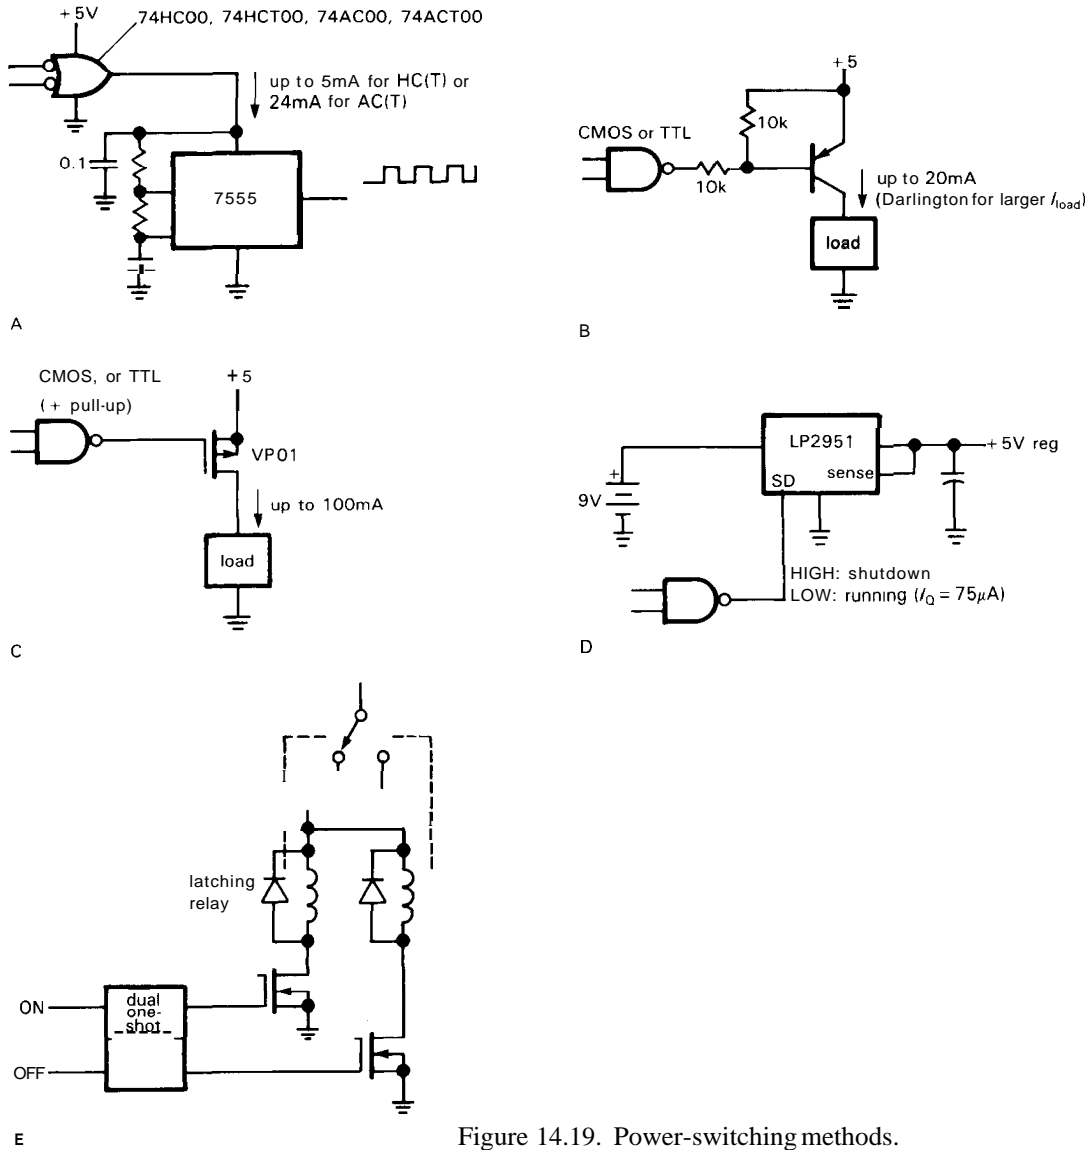 +5V
74HC00, 74HCT00, 74AC00, 74ACT00
up to 5mA for HC(T) or
24mA for AC(T)
0.1
7555
A
+5
10k
CMOS or TTL
10k
up to 20mA
(Darlington for larger Iload)
load
B
CMOS, or TTL
(+ pull-up)
+5
VP01
up to 100mA
load
C
LP2951
+5V reg
sense
SD
+
9V
HIGH: shutdown
LOW: running (IQ = 75μA)
D
latching
relay
ON
dual
one-
shot
OFF
E
Figure 14.19. Power-switching methods.